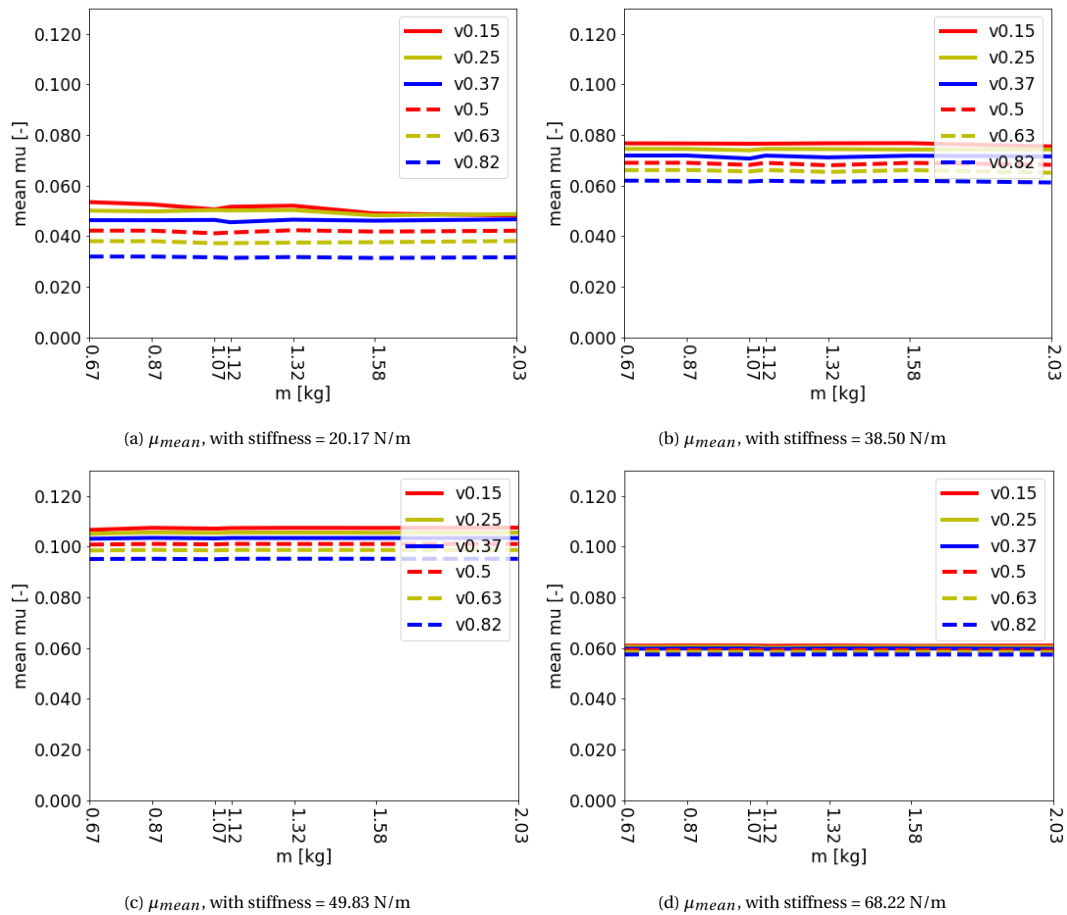 0.120
0.100
0.080
0.060
0.040
0.020
0.000
mean mu [-]
v0.15
v0.25
v0.37
v0.5
v0.63
v0.82
0.67
0.87
1.07
1.12
1.32
1.58
2.03
m [kg]
(a) μmean, with stiffness = 20.17 N/m
0.120
0.100
0.080
0.060
0.040
0.020
0.000
mean mu [-]
v0.15
v0.25
v0.37
v0.5
v0.63
v0.82
0.67
0.87
1.07
1.12
1.32
1.58
2.03
m [kg]
(b) μmean, with stiffness = 38.50 N/m
0.120
0.100
0.080
0.060
0.040
0.020
0.000
mean mu [-]
v0.15
v0.25
v0.37
v0.5
v0.63
v0.82
0.67
0.87
1.07
1.12
1.32
1.58
2.03
m [kg]
(c) μmean, with stiffness = 49.83 N/m
0.120
0.100
0.080
0.060
0.040
0.020
0.000
mean mu [-]
v0.15
v0.25
v0.37
v0.5
v0.63
v0.82
0.67
0.87
1.07
1.12
1.32
1.58
2.03
m [kg]
(d) μmean, with stiffness = 68.22 N/m